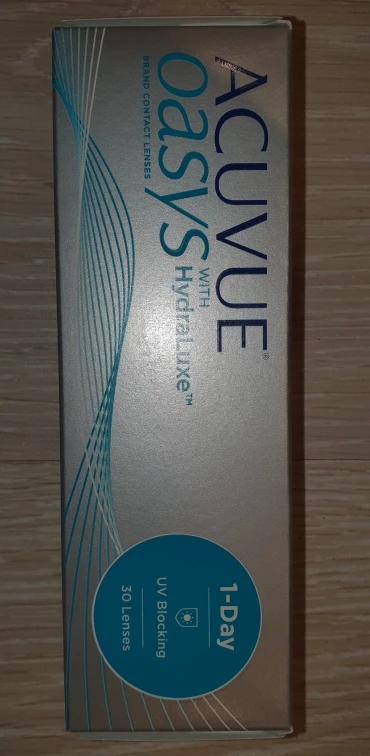 ACUVUE®
oasys WITH HydraLuxe™
BRAND CONTACT LENSES
1-Day
UV Blocking
30 Lenses